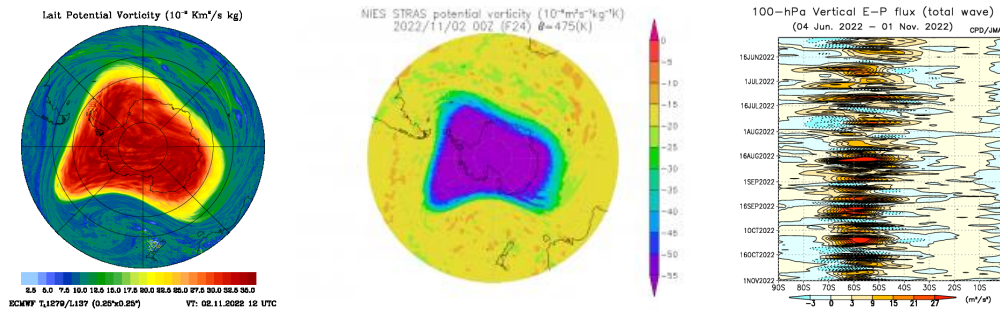 Lait Potential Vorticity (10⁻⁶ Km²/s kg)
2.5 5.0 7.5 10.0 12.5 15.0 17.5 20.0 22.5 25.0 27.5 30.0 32.5 35.0
ECMWF T_L1279/L137 (0.25°x0.25°) VT: 02.11.2022 12 UTC
NIES STRAS potential vorticity (10⁻⁶m²s⁻¹kg⁻¹K)
2022/11/02 00Z (F24) θ=475(K)
0
-5
-10
-15
-20
-25
-30
-35
-40
-45
-50
-55
100-hPa Vertical E-P flux (total wave)
(04 Jun. 2022 - 01 Nov. 2022) CPD/JMA
16JUN2022
1JUL2022
16JUL2022
1AUG2022
16AUG2022
1SEP2022
16SEP2022
1OCT2022
16OCT2022
1NOV2022
90S 80S 70S 60S 50S 40S 30S 20S 10S
-3 0 3 9 15 21 27 (m²/s²)